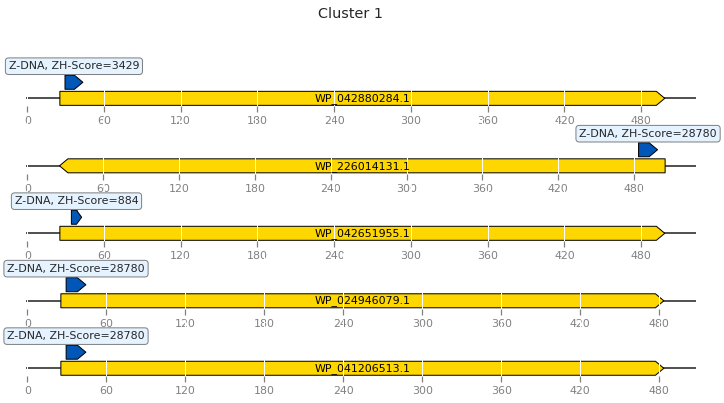 Cluster 1
Z-DNA, ZH-Score=3429
WP_042880284.1
0 60 120 180 240 300 360 420 480
Z-DNA, ZH-Score=28780
WP_226014131.1
0 60 120 180 240 300 360 420 480
Z-DNA, ZH-Score=884
WP_042651955.1
0 60 120 180 240 300 360 420 480
Z-DNA, ZH-Score=28780
WP_024946079.1
0 60 120 180 240 300 360 420 480
Z-DNA, ZH-Score=28780
WP_041206513.1
0 60 120 180 240 300 360 420 480